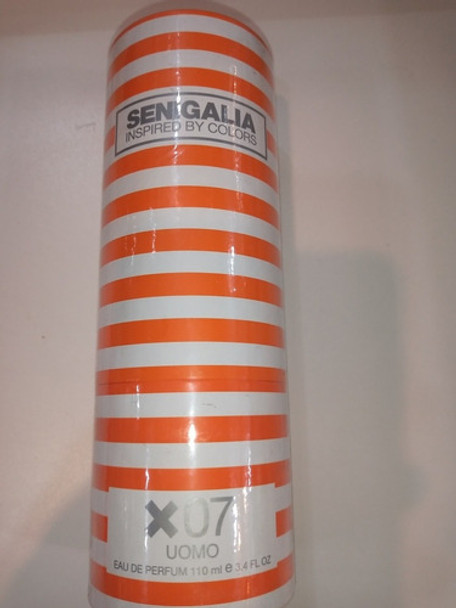 SENIGALIA
INSPIRED BY COLORS
X07
UOMO
EAU DE PERFUM 110 ml e 3.4 FL OZ